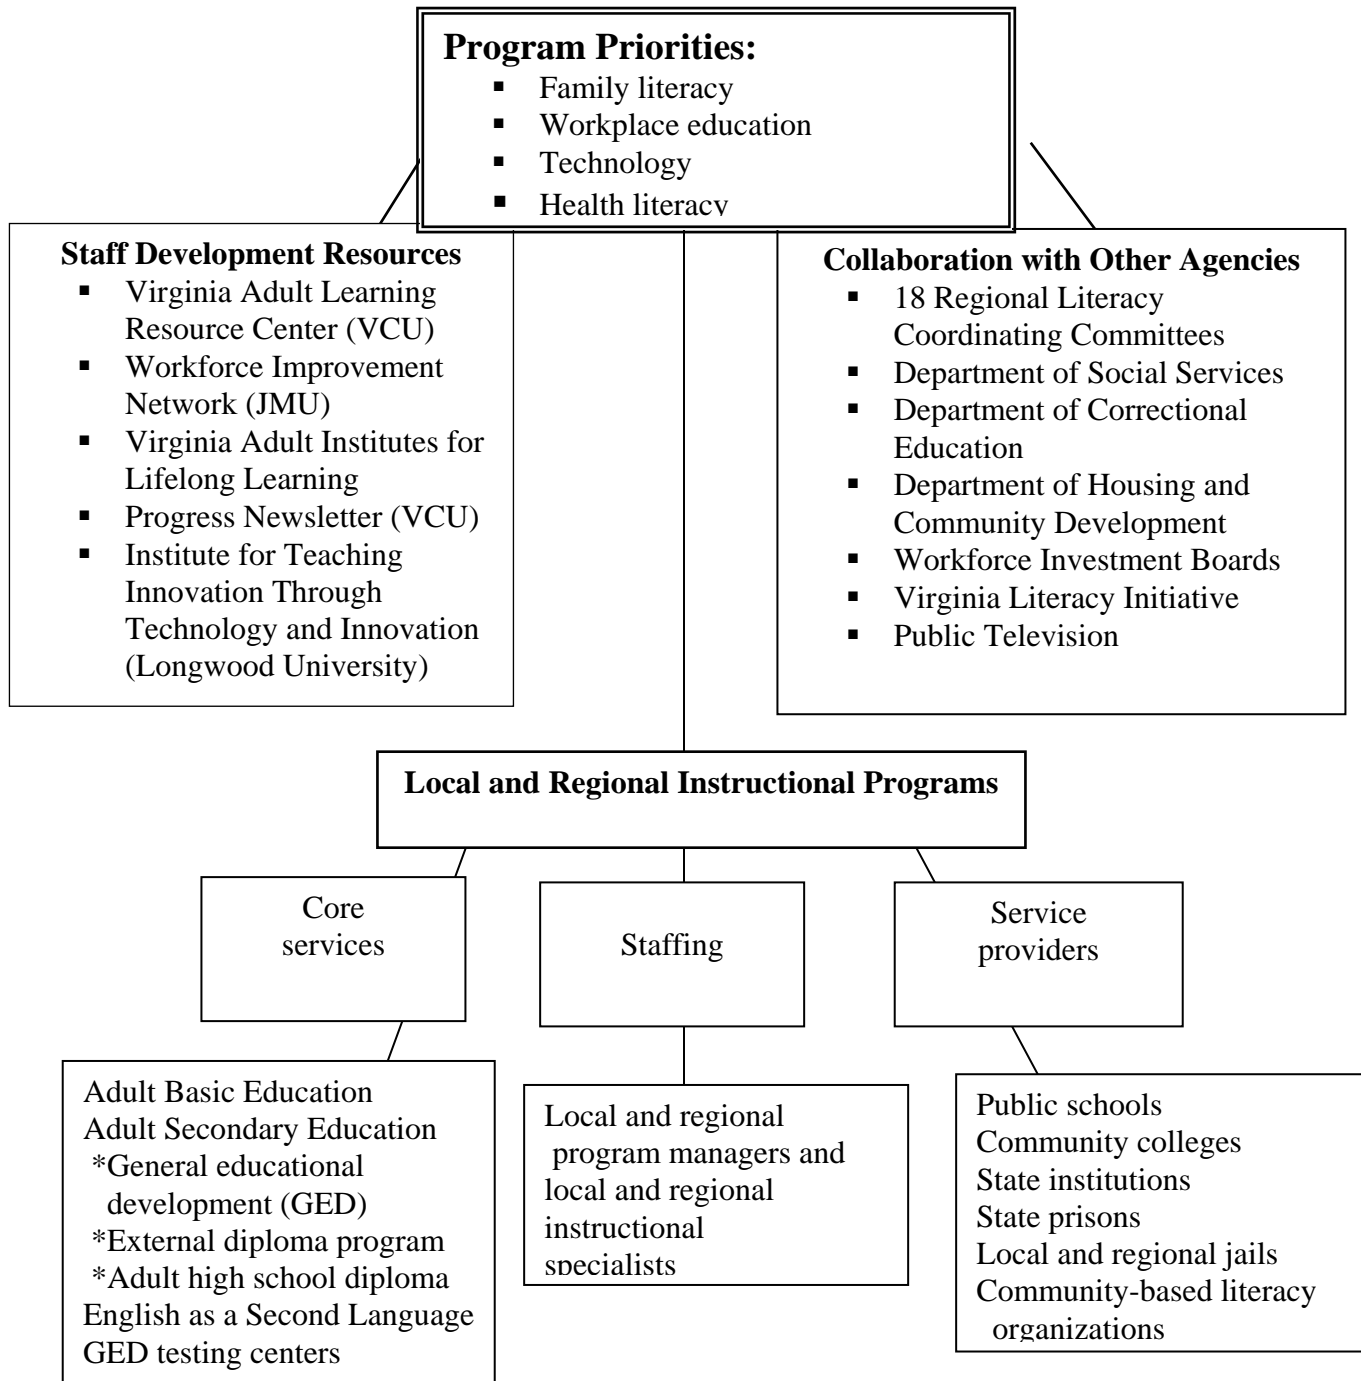 Program Priorities:
▪ Family literacy
▪ Workplace education
▪ Technology
▪ Health literacy
Staff Development Resources
▪ Virginia Adult Learning
Resource Center (VCU)
▪ Workforce Improvement
Network (JMU)
▪ Virginia Adult Institutes for
Lifelong Learning
▪ Progress Newsletter (VCU)
▪ Institute for Teaching
Innovation Through
Technology and Innovation
(Longwood University)
Collaboration with Other Agencies
▪ 18 Regional Literacy
Coordinating Committees
▪ Department of Social Services
▪ Department of Correctional
Education
▪ Department of Housing and
Community Development
▪ Workforce Investment Boards
▪ Virginia Literacy Initiative
▪ Public Television
Local and Regional Instructional Programs
Core
services
Staffing
Service
providers
Adult Basic Education
Adult Secondary Education
*General educational
development (GED)
*External diploma program
*Adult high school diploma
English as a Second Language
GED testing centers
Local and regional
program managers and
local and regional
instructional
specialists
Public schools
Community colleges
State institutions
State prisons
Local and regional jails
Community-based literacy
organizations